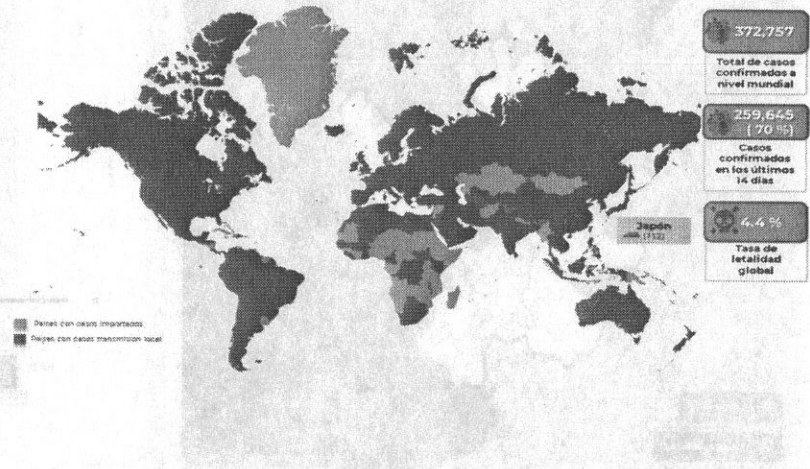 372,757
Total de casos
confirmados a
nivel mundial
259,645
( 70 %)
Casos
confirmados
en los últimos
14 días
4.4 %
Tasa de
letalidad
global
Japón
(712)
Países con casos importados
Países con casos transmisión local